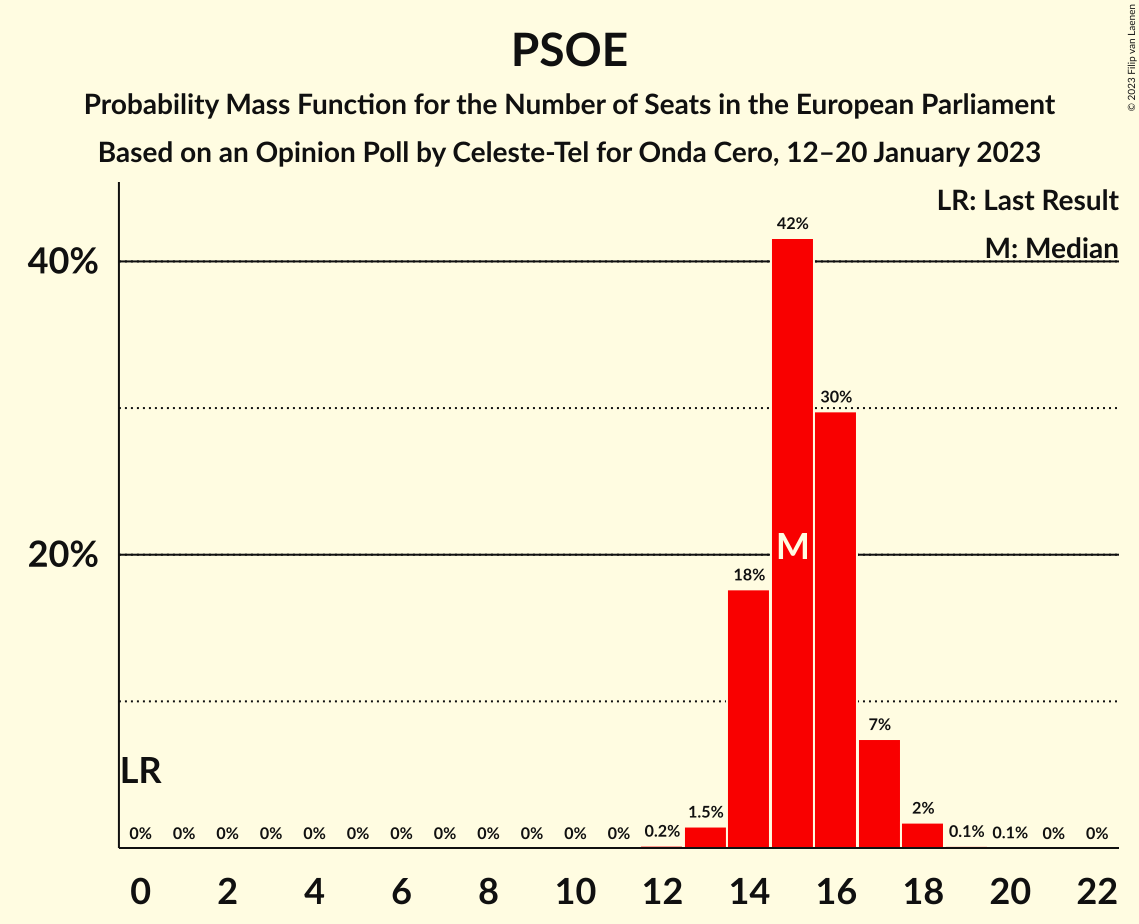 PSOE
Probability Mass Function for the Number of Seats in the European Parliament
Based on an Opinion Poll by Celeste-Tel for Onda Cero, 12–20 January 2023
© 2023 Filip van Laenen
LR: Last Result
M: Median
40%
20%
42%
30%
18%
M
7%
LR
0% 0% 0% 0% 0% 0% 0% 0% 0% 0% 0% 0% 0.2% 1.5% 2% 0.1% 0.1% 0% 0%
0 2 4 6 8 10 12 14 16 18 20 22